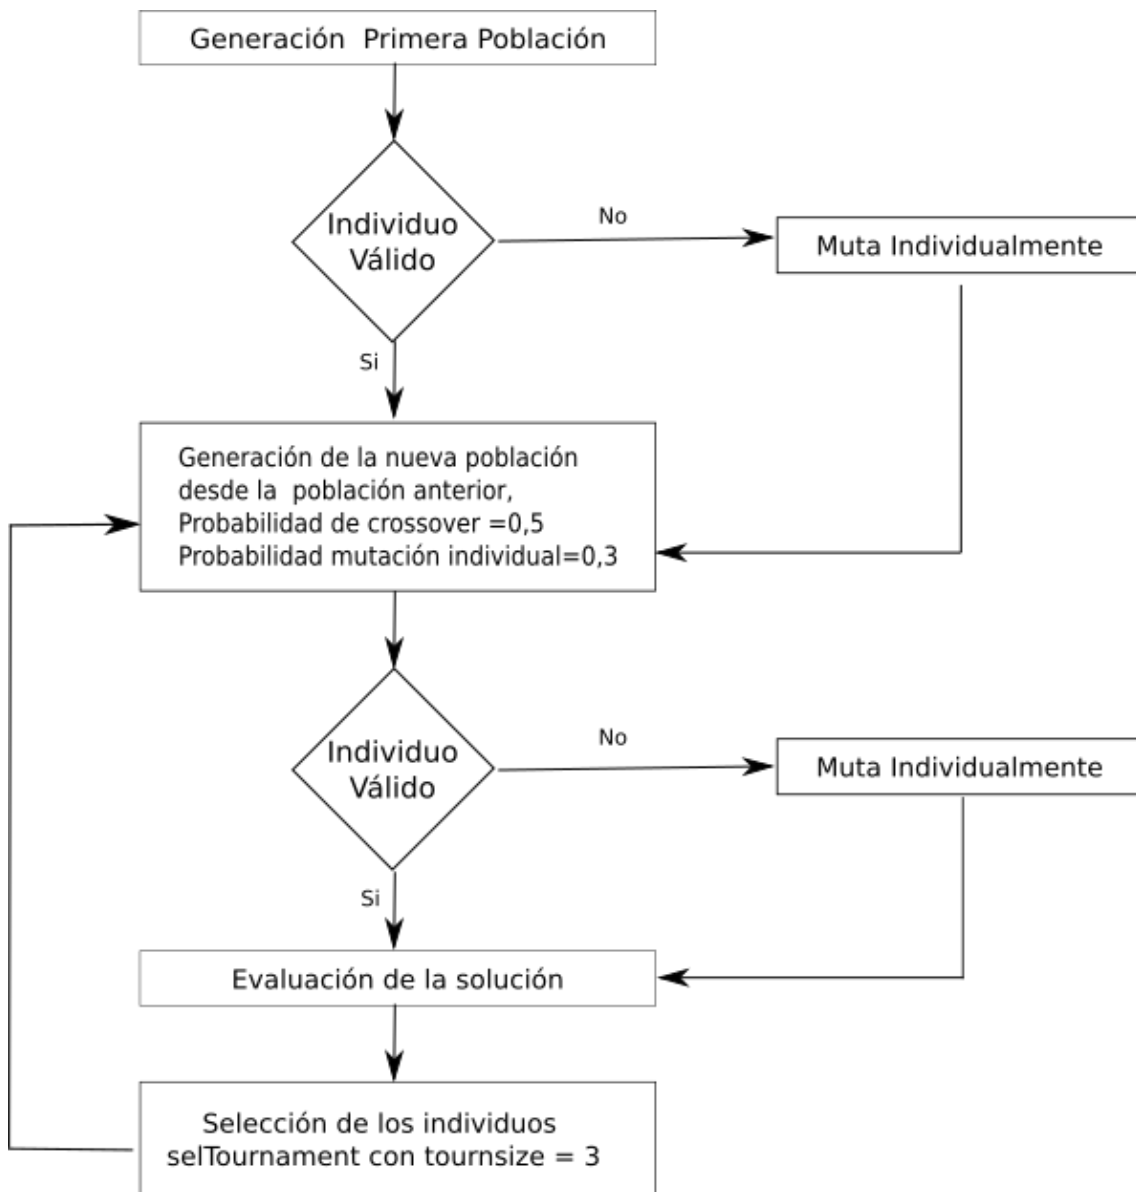 Generación Primera Población
Individuo
Válido
No
Muta Individualmente
Si
Generación de la nueva población
desde la población anterior,
Probabilidad de crossover =0,5
Probabilidad mutación individual=0,3
Individuo
Válido
No
Muta Individualmente
Si
Evaluación de la solución
Selección de los individuos
selTournament con tournsize = 3